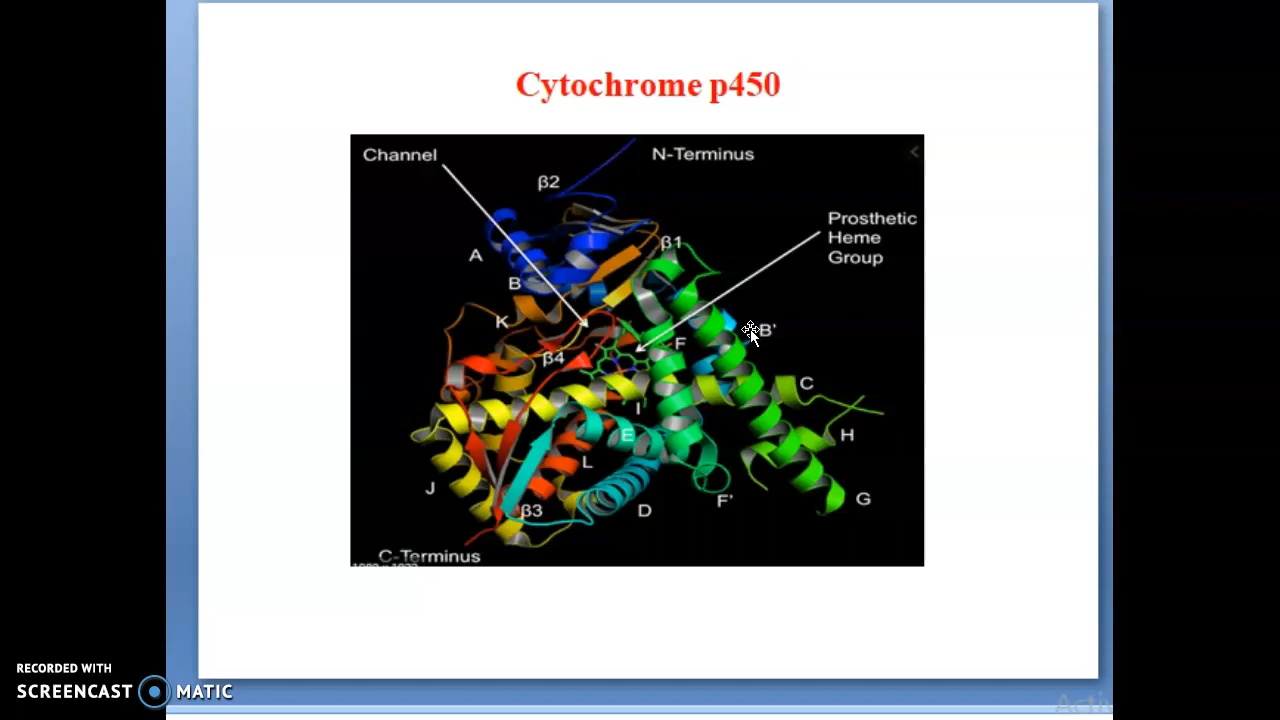 Cytochrome p450
Channel
N-Terminus
β2
Prosthetic
Heme
Group
β1
A
B
K
B'
F
β4
C
I
E
H
L
J
G
F'
β3
D
C-Terminus
RECORDED WITH
SCREENCAST MATIC